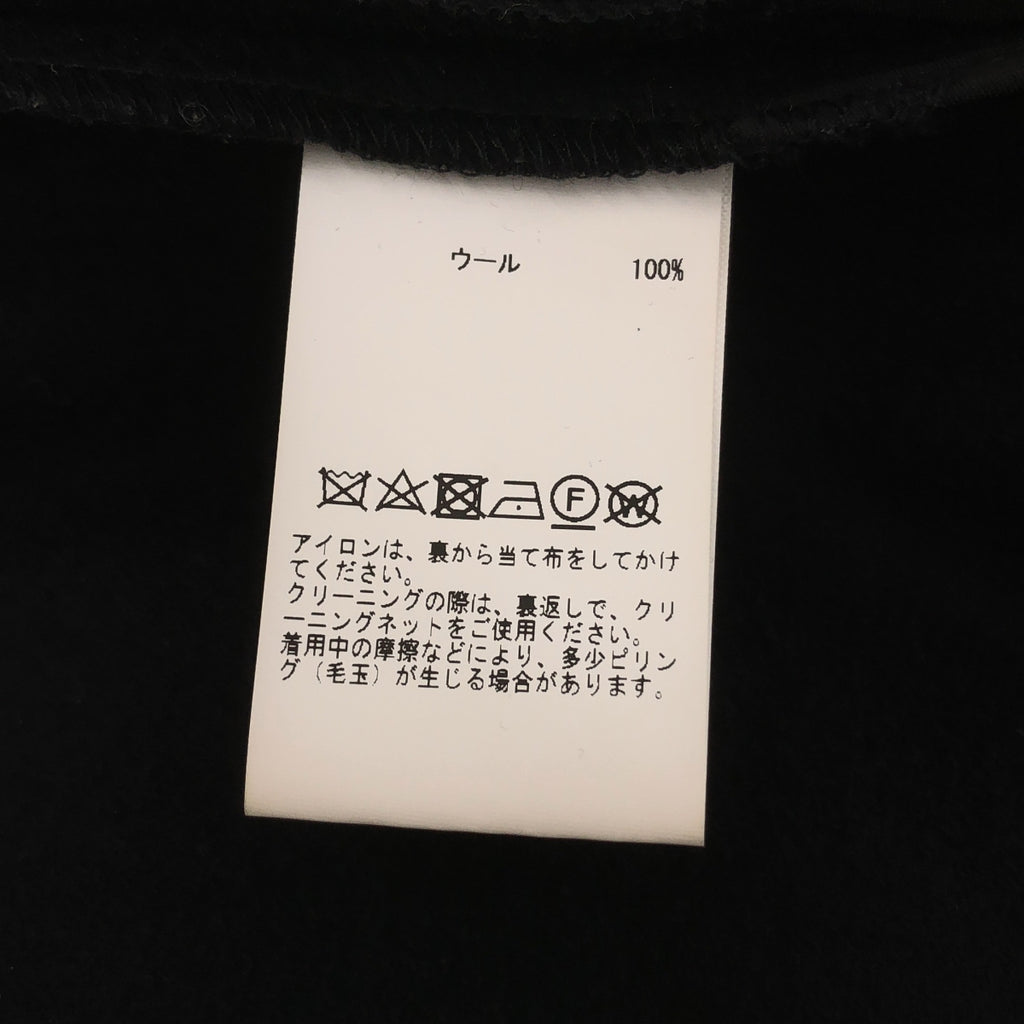 ウール 100%
F W
アイロンは、裏から当て布をしてかけ
てください。
クリーニングの際は、裏返しで、クリ
ーニングネットをご使用ください。
着用中の摩擦などにより、多少ピリン
グ（毛玉）が生じる場合があります。